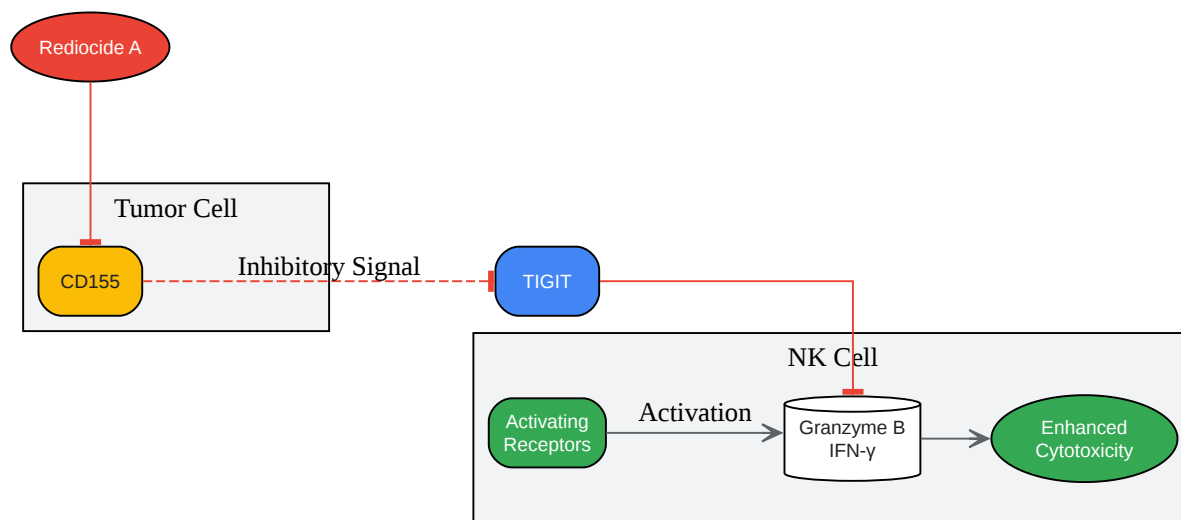 Rediocide A
Tumor Cell
CD155
Inhibitory Signal
TIGIT
NK Cell
Activating
Receptors
Activation
Granzyme B
IFN-γ
Enhanced
Cytotoxicity